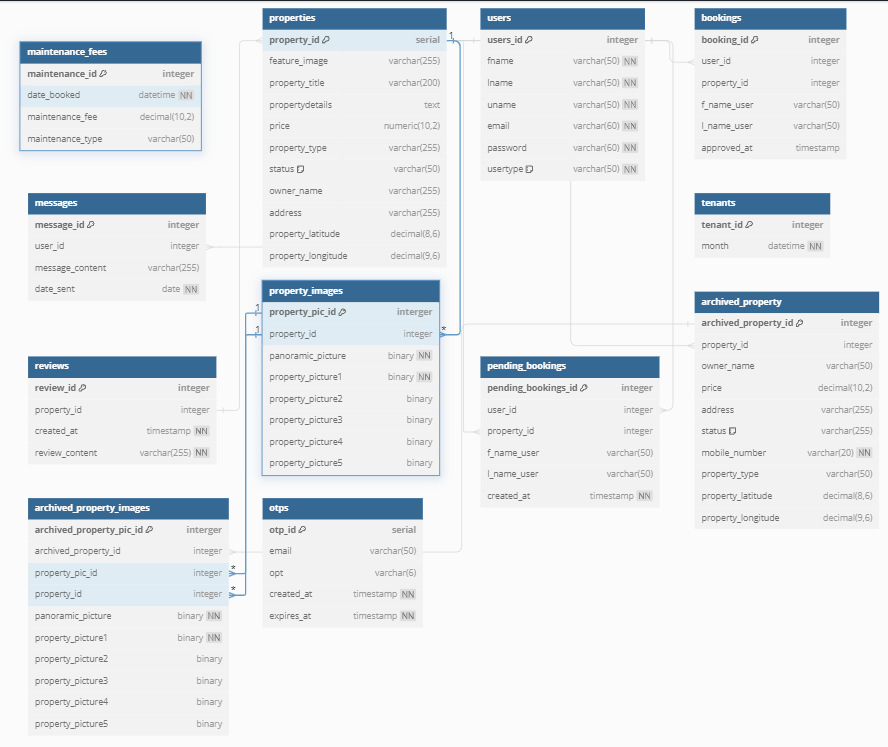 maintenance_fees
maintenance_id integer
date_booked datetime NN
maintenance_fee decimal(10,2)
maintenance_type varchar(50)
properties
property_id serial
feature_image varchar(255)
property_title varchar(200)
propertydetails text
price numeric(10,2)
property_type varchar(255)
status varchar(50)
owner_name varchar(255)
address varchar(255)
property_latitude decimal(8,6)
property_longitude decimal(9,6)
1
users
users_id integer
fname varchar(50) NN
lname varchar(50) NN
uname varchar(50) NN
email varchar(60) NN
password varchar(60) NN
usertype varchar(50) NN
bookings
booking_id integer
user_id integer
property_id integer
f_name_user varchar(50)
l_name_user varchar(50)
approved_at timestamp
messages
message_id integer
user_id integer
message_content varchar(255)
date_sent date NN
tenants
tenant_id integer
month datetime NN
property_images
1
property_pic_id interger
1
property_id integer
*
panoramic_picture binary NN
property_picture1 binary NN
property_picture2 binary
property_picture3 binary
property_picture4 binary
property_picture5 binary
archived_property
archived_property_id integer
property_id integer
owner_name varchar(50)
price decimal(10,2)
address varchar(255)
status varchar(255)
mobile_number varchar(20) NN
property_type varchar(50)
property_latitude decimal(8,6)
property_longitude decimal(9,6)
reviews
review_id integer
property_id integer
created_at timestamp NN
review_content varchar(255) NN
pending_bookings
pending_bookings_id integer
user_id integer
property_id integer
f_name_user varchar(50)
l_name_user varchar(50)
created_at timestamp NN
archived_property_images
archived_property_pic_id interger
archived_property_id integer
property_pic_id integer
*
property_id integer
*
panoramic_picture binary NN
property_picture1 binary NN
property_picture2 binary
property_picture3 binary
property_picture4 binary
property_picture5 binary
otps
otp_id serial
email varchar(50)
opt varchar(6)
created_at timestamp NN
expires_at timestamp NN